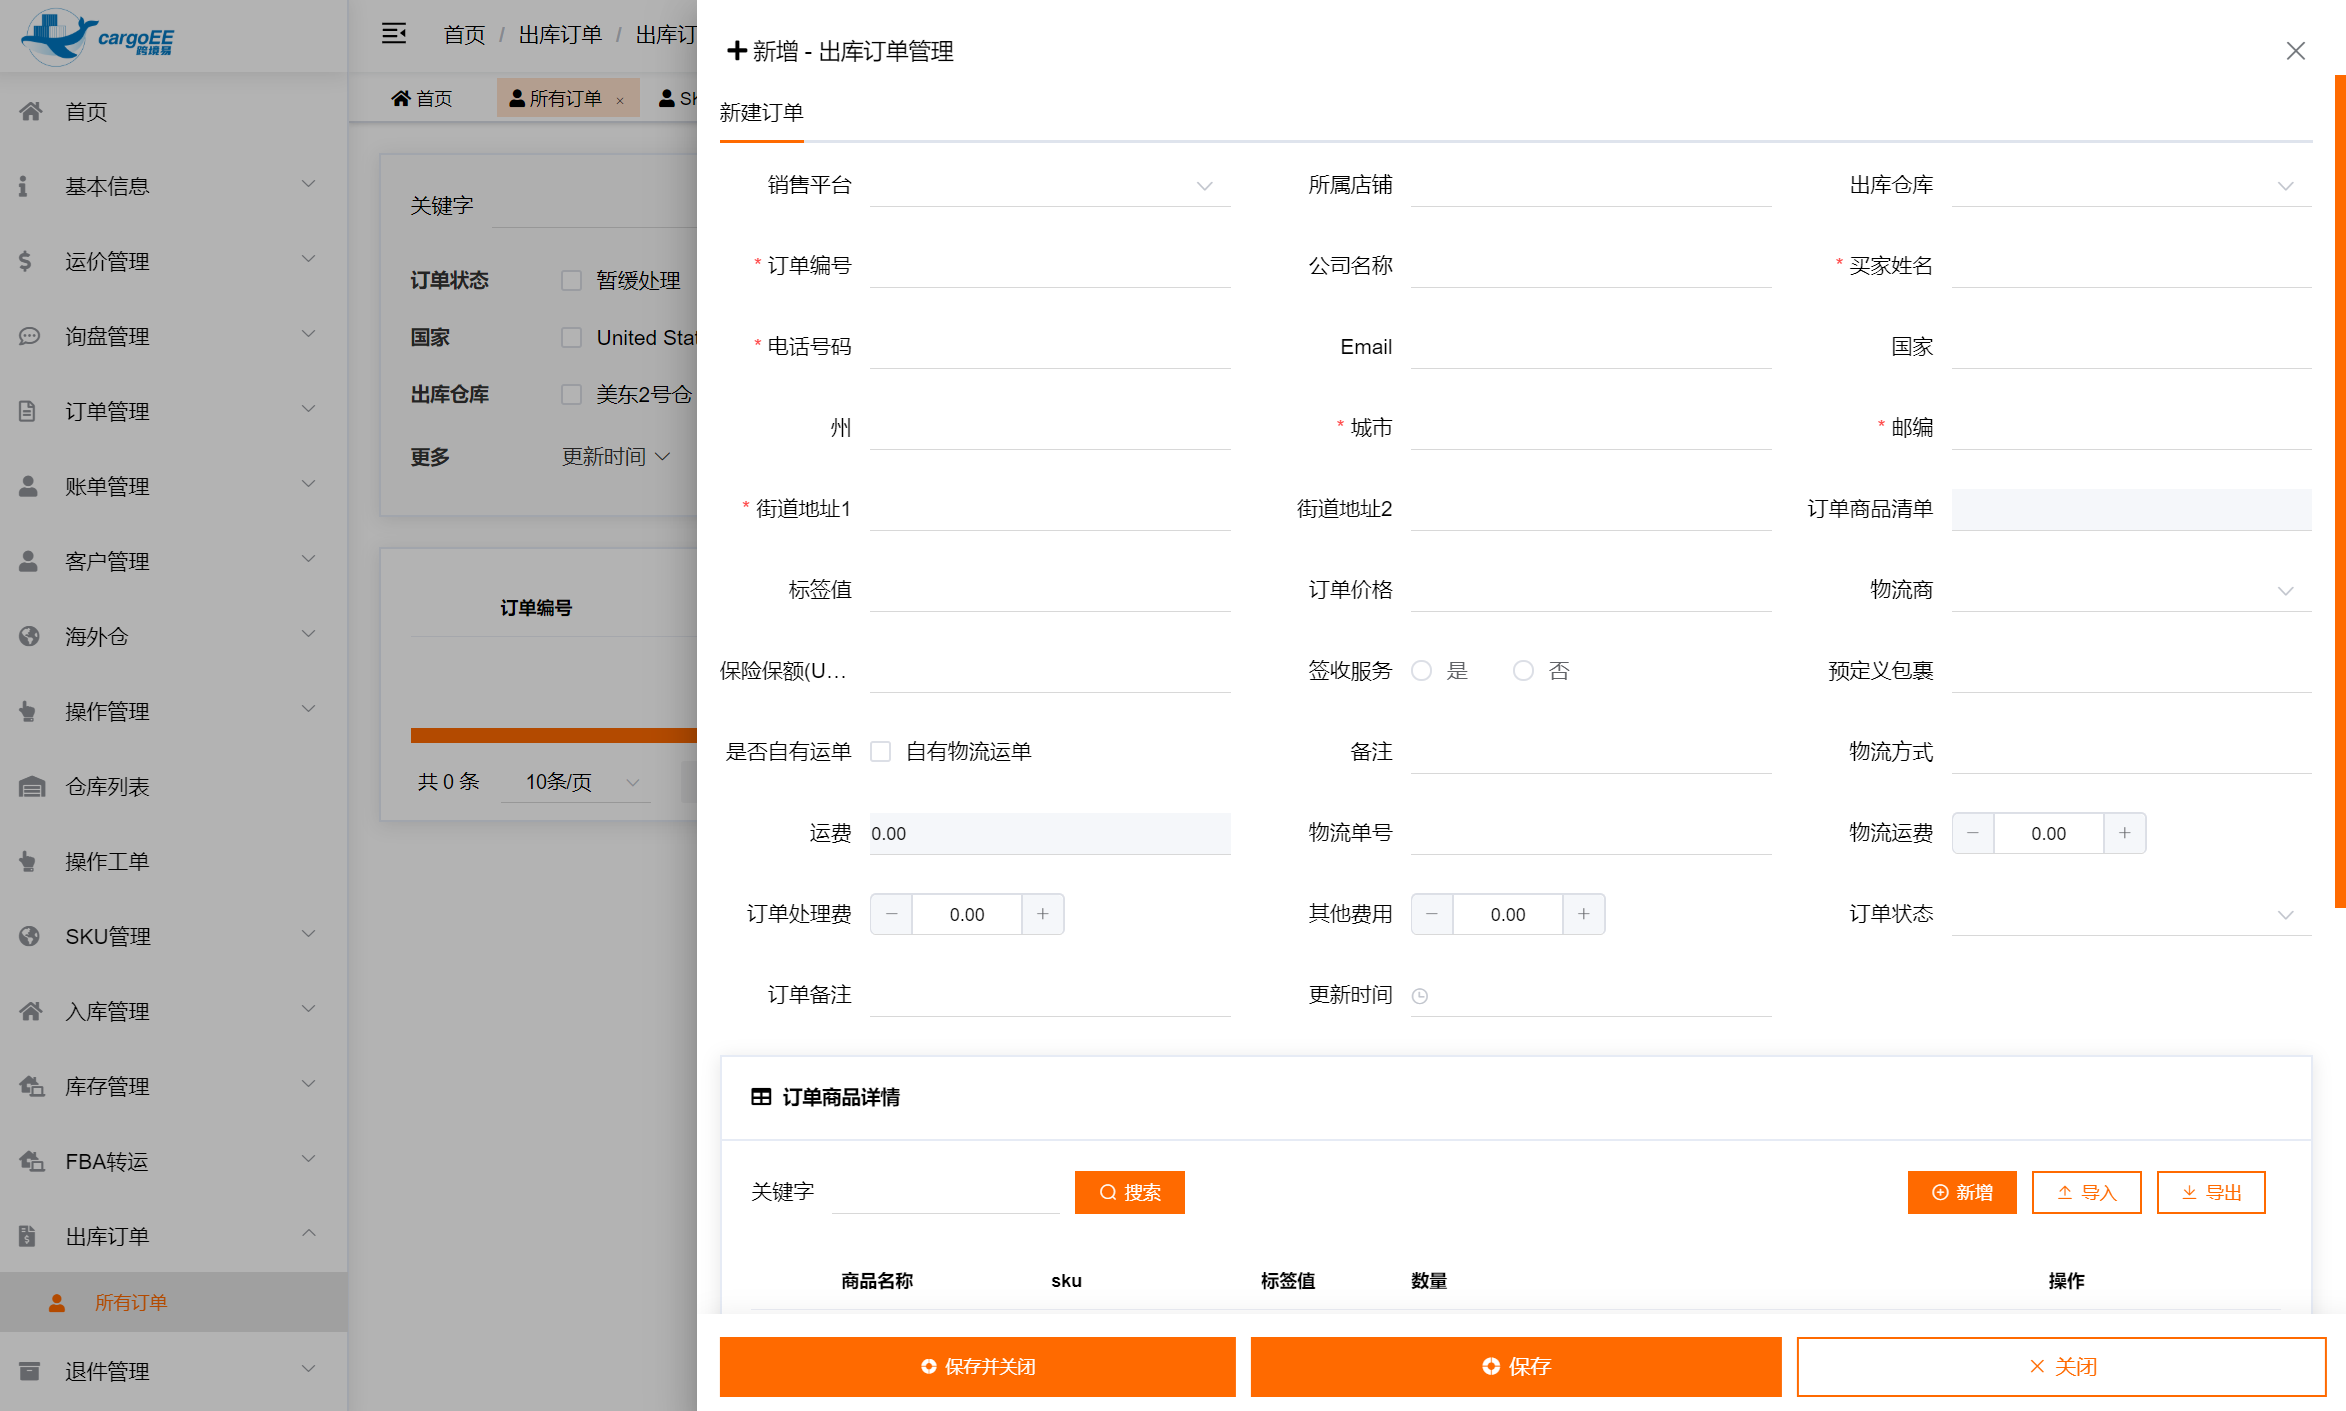 cargoEE
跨境易
首页
基本信息
运价管理
询盘管理
订单管理
账单管理
客户管理
海外仓
操作管理
仓库列表
操作工单
SKU管理
入库管理
库存管理
FBA转运
出库订单
所有订单
退件管理
首页 / 出库订单 / 出库订
首页 所有订单 × SK
关键字
订单状态 暂缓处理
国家 United Stat
出库仓库 美东2号仓
更多 更新时间
订单编号
共 0 条 10条/页
新增 - 出库订单管理
新建订单
销售平台 所属店铺 出库仓库
* 订单编号 公司名称 * 买家姓名
* 电话号码 Email 国家
州 * 城市 * 邮编
* 街道地址1 街道地址2 订单商品清单
标签值 订单价格 物流商
保险保额(U... 签收服务 是 否 预定义包裹
是否自有运单 自有物流运单 备注 物流方式
运费 0.00 物流单号 物流运费 − 0.00 +
订单处理费 − 0.00 + 其他费用 − 0.00 + 订单状态
订单备注 更新时间
订单商品详情
关键字 搜索 新增 导入 导出
商品名称 sku 标签值 数量 操作
保存并关闭 保存 × 关闭